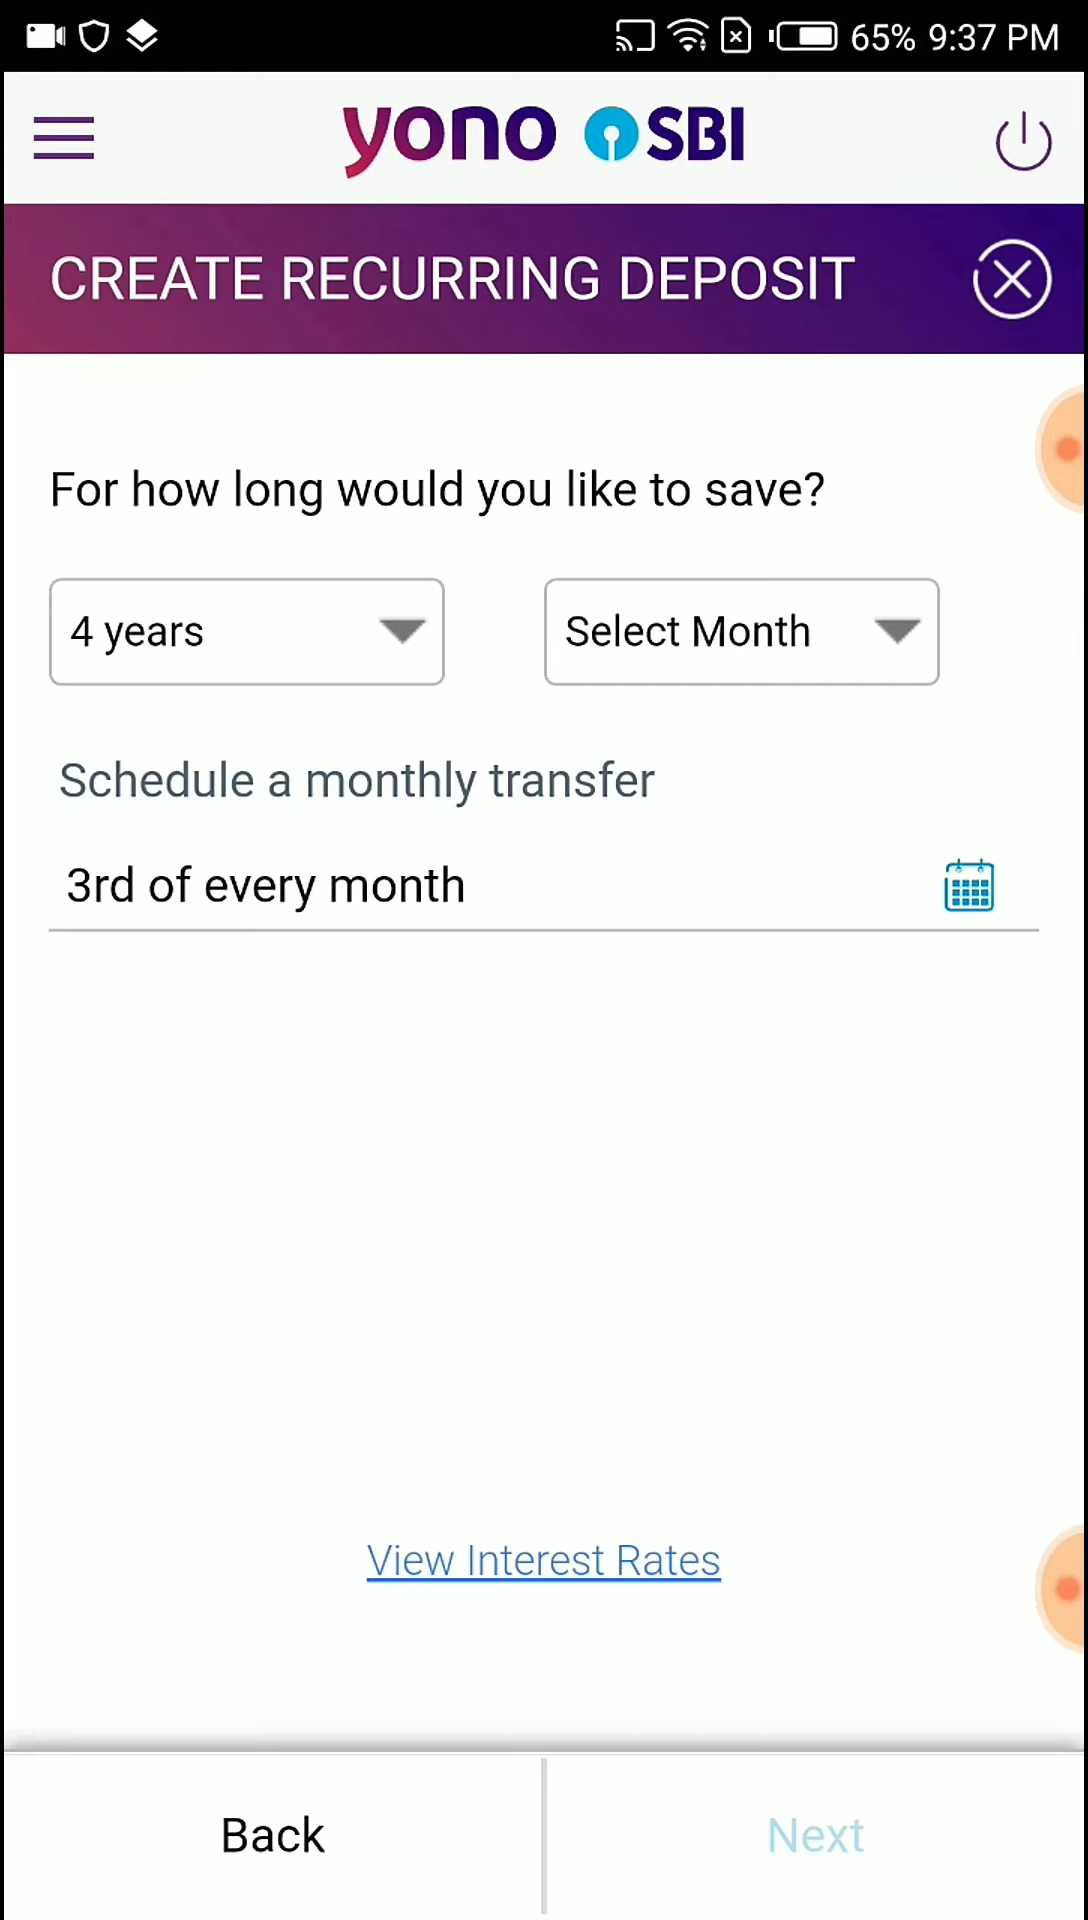 65% 9:37 PM
yono SBI
CREATE RECURRING DEPOSIT
For how long would you like to save?
4 years Select Month
Schedule a monthly transfer
3rd of every month
View Interest Rates
Back Next